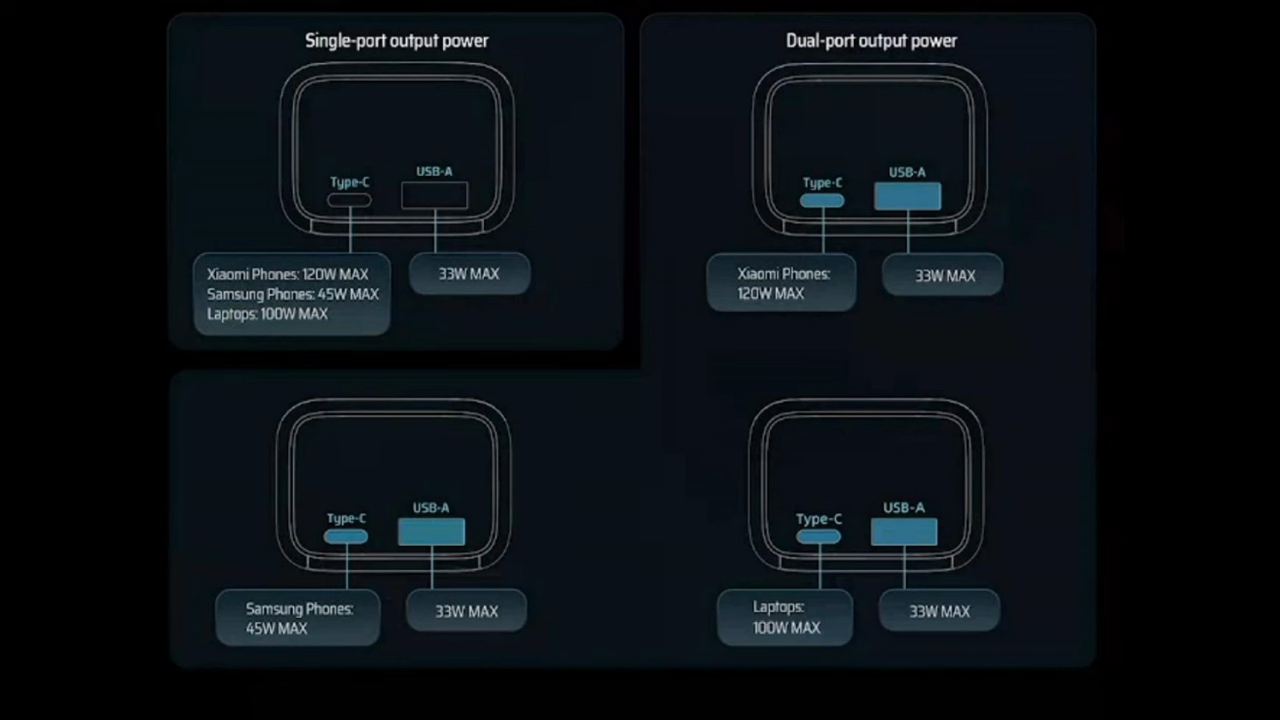 Single-port output power
Type-C
USB-A
Xiaomi Phones: 120W MAX
Samsung Phones: 45W MAX
Laptops: 100W MAX
33W MAX
Dual-port output power
Type-C
USB-A
Xiaomi Phones:
120W MAX
33W MAX
Type-C
USB-A
Samsung Phones:
45W MAX
33W MAX
Type-C
USB-A
Laptops:
100W MAX
33W MAX